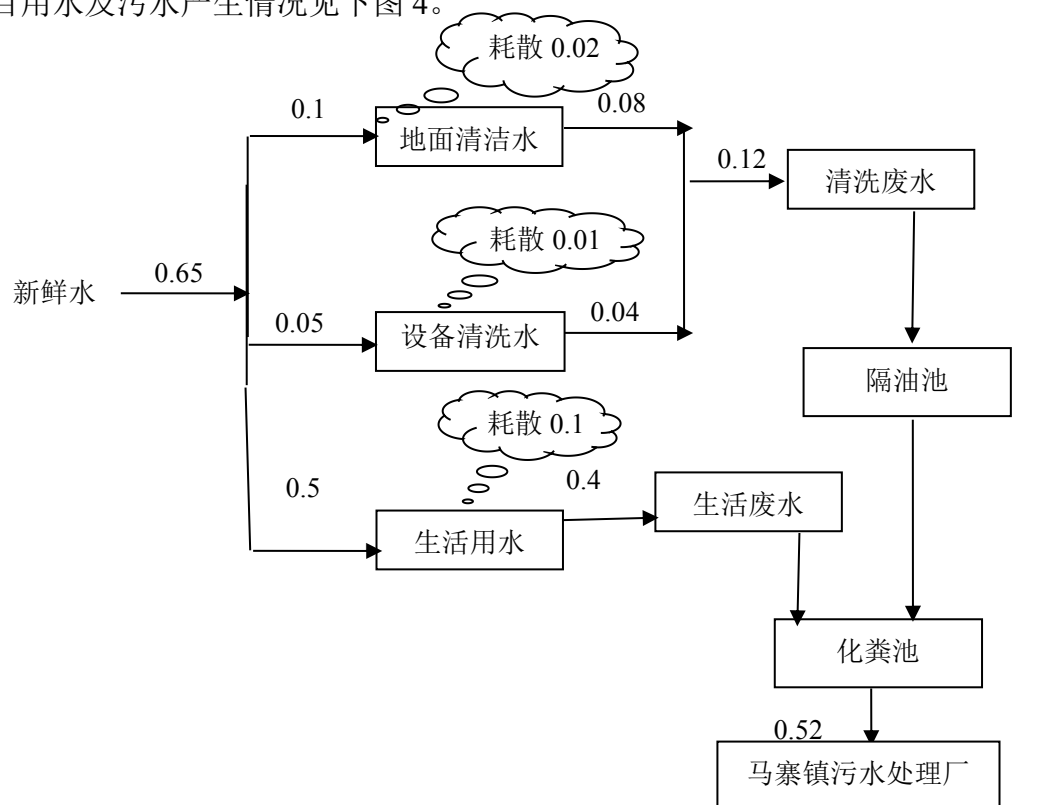 目用水及污水产生情况见下图 4。
耗散 0.02
0.1
0.08
地面清洁水
0.12
清洗废水
耗散 0.01
新鲜水
0.65
0.05
0.04
设备清洗水
隔油池
耗散 0.1
0.5
0.4
生活废水
生活用水
化粪池
0.52
马寨镇污水处理厂